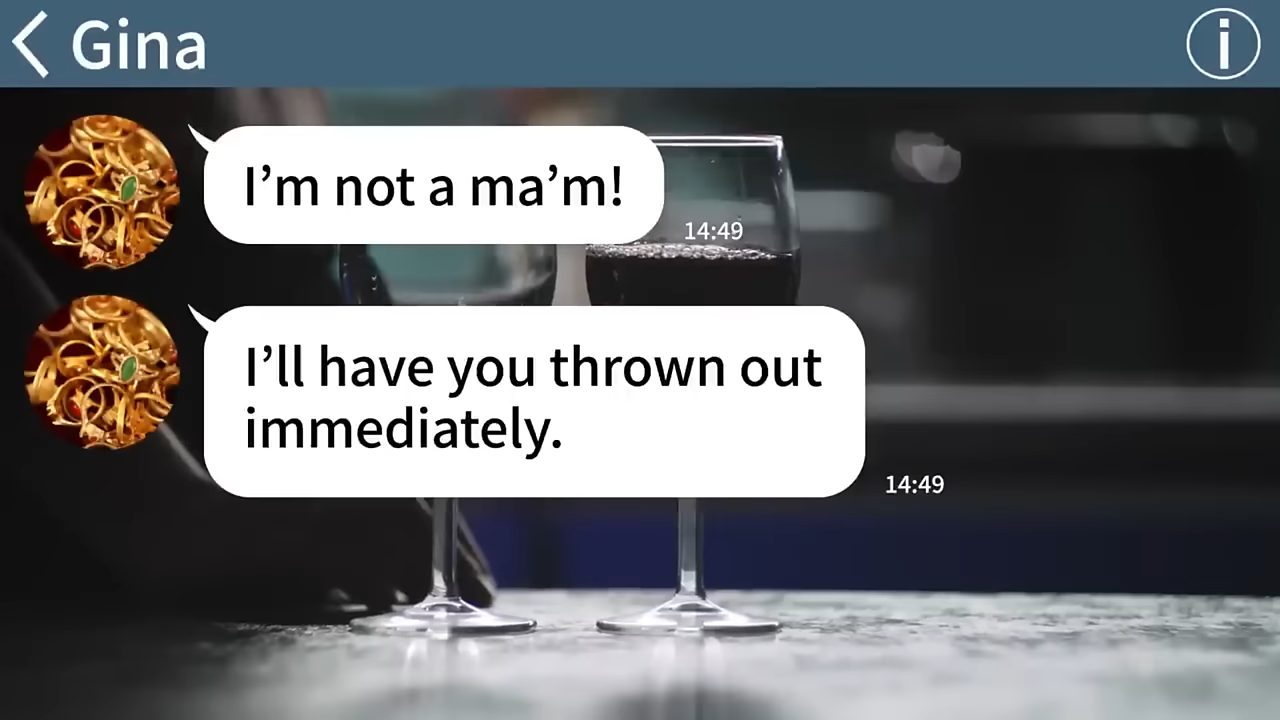 Gina
I’m not a ma’m!
14:49
I’ll have you thrown out
immediately.
14:49